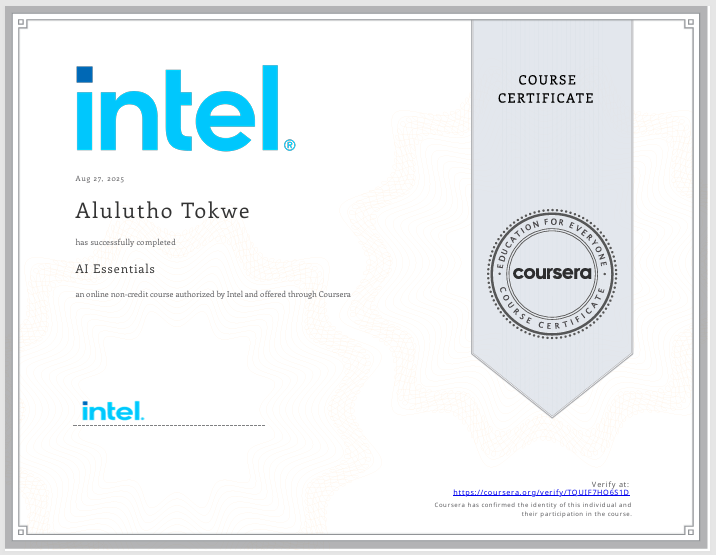 intel®
COURSE
CERTIFICATE
Aug 27, 2025
Alulutho Tokwe
has successfully completed
AI Essentials
an online non-credit course authorized by Intel and offered through Coursera
EDUCATION FOR EVERYONE
coursera
COURSE CERTIFICATE
intel.
Verify at:
https://coursera.org/verify/TQUIF7HO6S1D
Coursera has confirmed the identity of this individual and
their participation in the course.